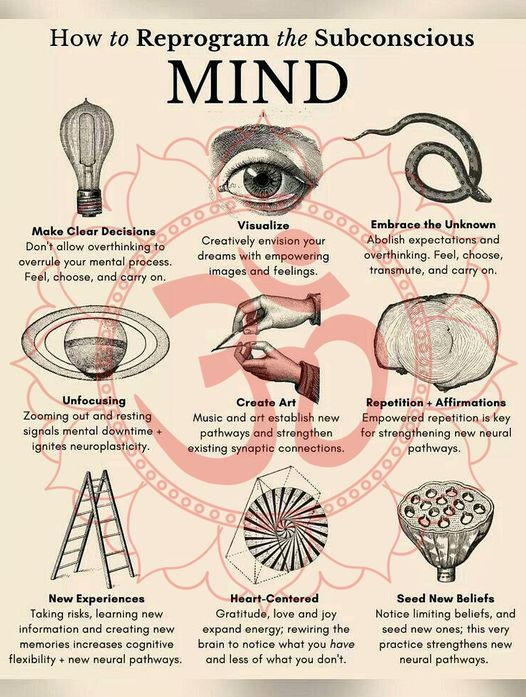 How to Reprogram the Subconscious
MIND
Make Clear Decisions
Don't allow overthinking to
overrule your mental process.
Feel, choose, and carry on.
Visualize
Creatively envision your
dreams with empowering
images and feelings.
Embrace the Unknown
Abolish expectations and
overthinking. Feel, choose,
transmute, and carry on.
Unfocusing
Zooming out and resting
signals mental downtime +
ignites neuroplasticity.
Create Art
Music and art establish new
pathways and strengthen
existing synaptic connections.
Repetition + Affirmations
Empowered repetition is key
for strengthening new neural
pathways.
New Experiences
Taking risks, learning new
information and creating new
memories increases cognitive
flexibility + new neural pathways.
Heart-Centered
Gratitude, love and joy
expand energy; rewiring the
brain to notice what you have
and less of what you don't.
Seed New Beliefs
Notice limiting beliefs, and
seed new ones; this very
practice strengthens new
neural pathways.
ॐ